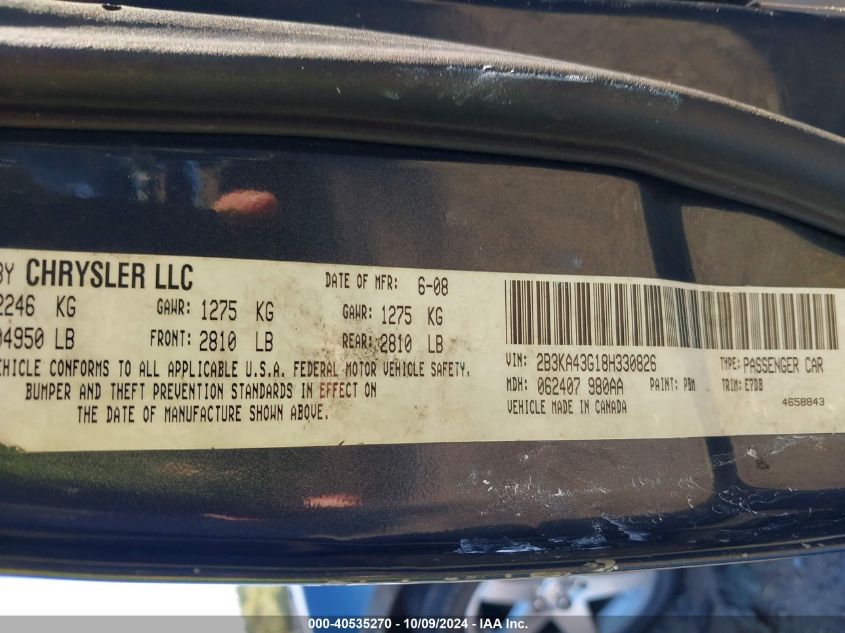 BY CHRYSLER LLC DATE OF MFR: 6-08
2246 KG GAWR: 1275 KG GAWR: 1275 KG
04950 LB FRONT: 2810 LB REAR: 2810 LB
VEHICLE CONFORMS TO ALL APPLICABLE U.S.A. FEDERAL MOTOR VEHICLE SAFETY,
BUMPER AND THEFT PREVENTION STANDARDS IN EFFECT ON
THE DATE OF MANUFACTURE SHOWN ABOVE.
VIN: 2B3KA43G18H330826 TYPE: PASSENGER CAR
MDH: 062407 980AA PAINT: PBM TRIM: E7DB
VEHICLE MADE IN CANADA 4658843
000-40535270 - 10/09/2024 - IAA Inc.